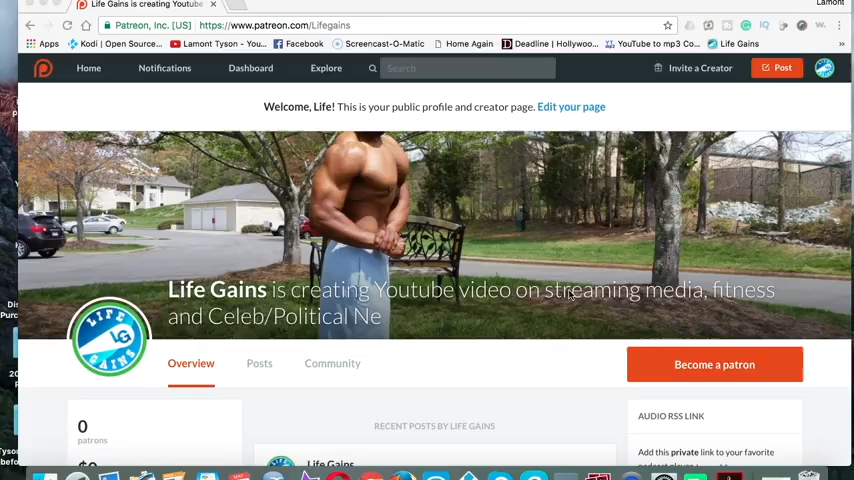 Life Gains is creating Youtube
Lamont
Patreon, Inc. [US]
https://www.patreon.com/Lifegains
Apps
Kodi | Open Source...
Lamont Tyson - You...
Facebook
Screencast-O-Matic
Home Again
Deadline | Hollywoo...
YouTube to mp3 Co...
Life Gains
Home
Notifications
Dashboard
Explore
Search
Invite a Creator
Post
Welcome, Life! This is your public profile and creator page. Edit your page
Life Gains is creating Youtube video on streaming media, fitness
and Celeb/Political Ne
LIFE
LG
GAINS
Overview
Posts
Community
Become a patron
0
patrons
RECENT POSTS BY LIFE GAINS
Life Gains
AUDIO RSS LINK
Add this private link to your favorite